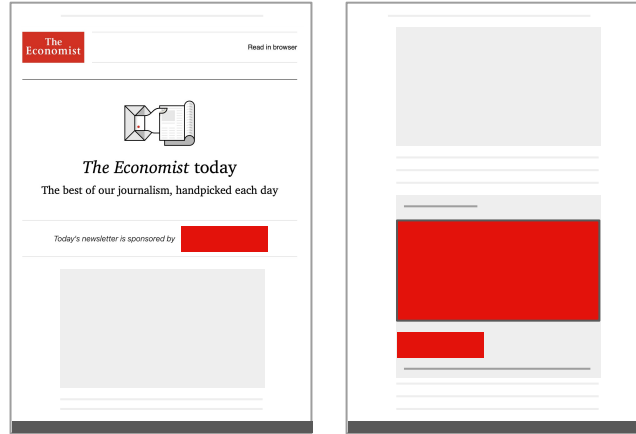 The
Economist
Read in browser
The Economist today
The best of our journalism, handpicked each day
Today's newsletter is sponsored by